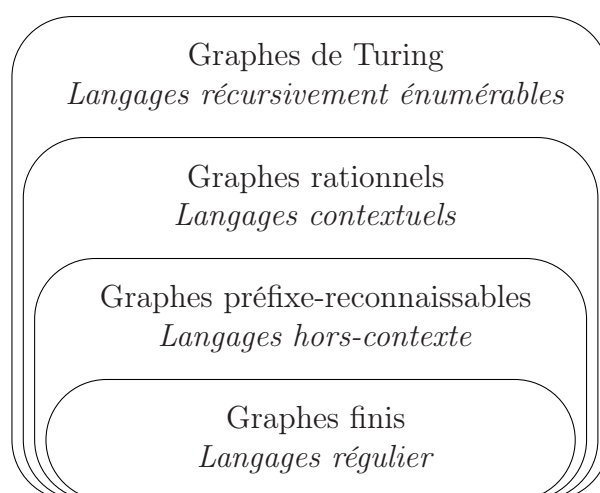 Graphes de Turing
Langages récursivement énumérables
Graphes rationnels
Langages contextuels
Graphes préfixe-reconnaissables
Langages hors-contexte
Graphes finis
Langages régulier